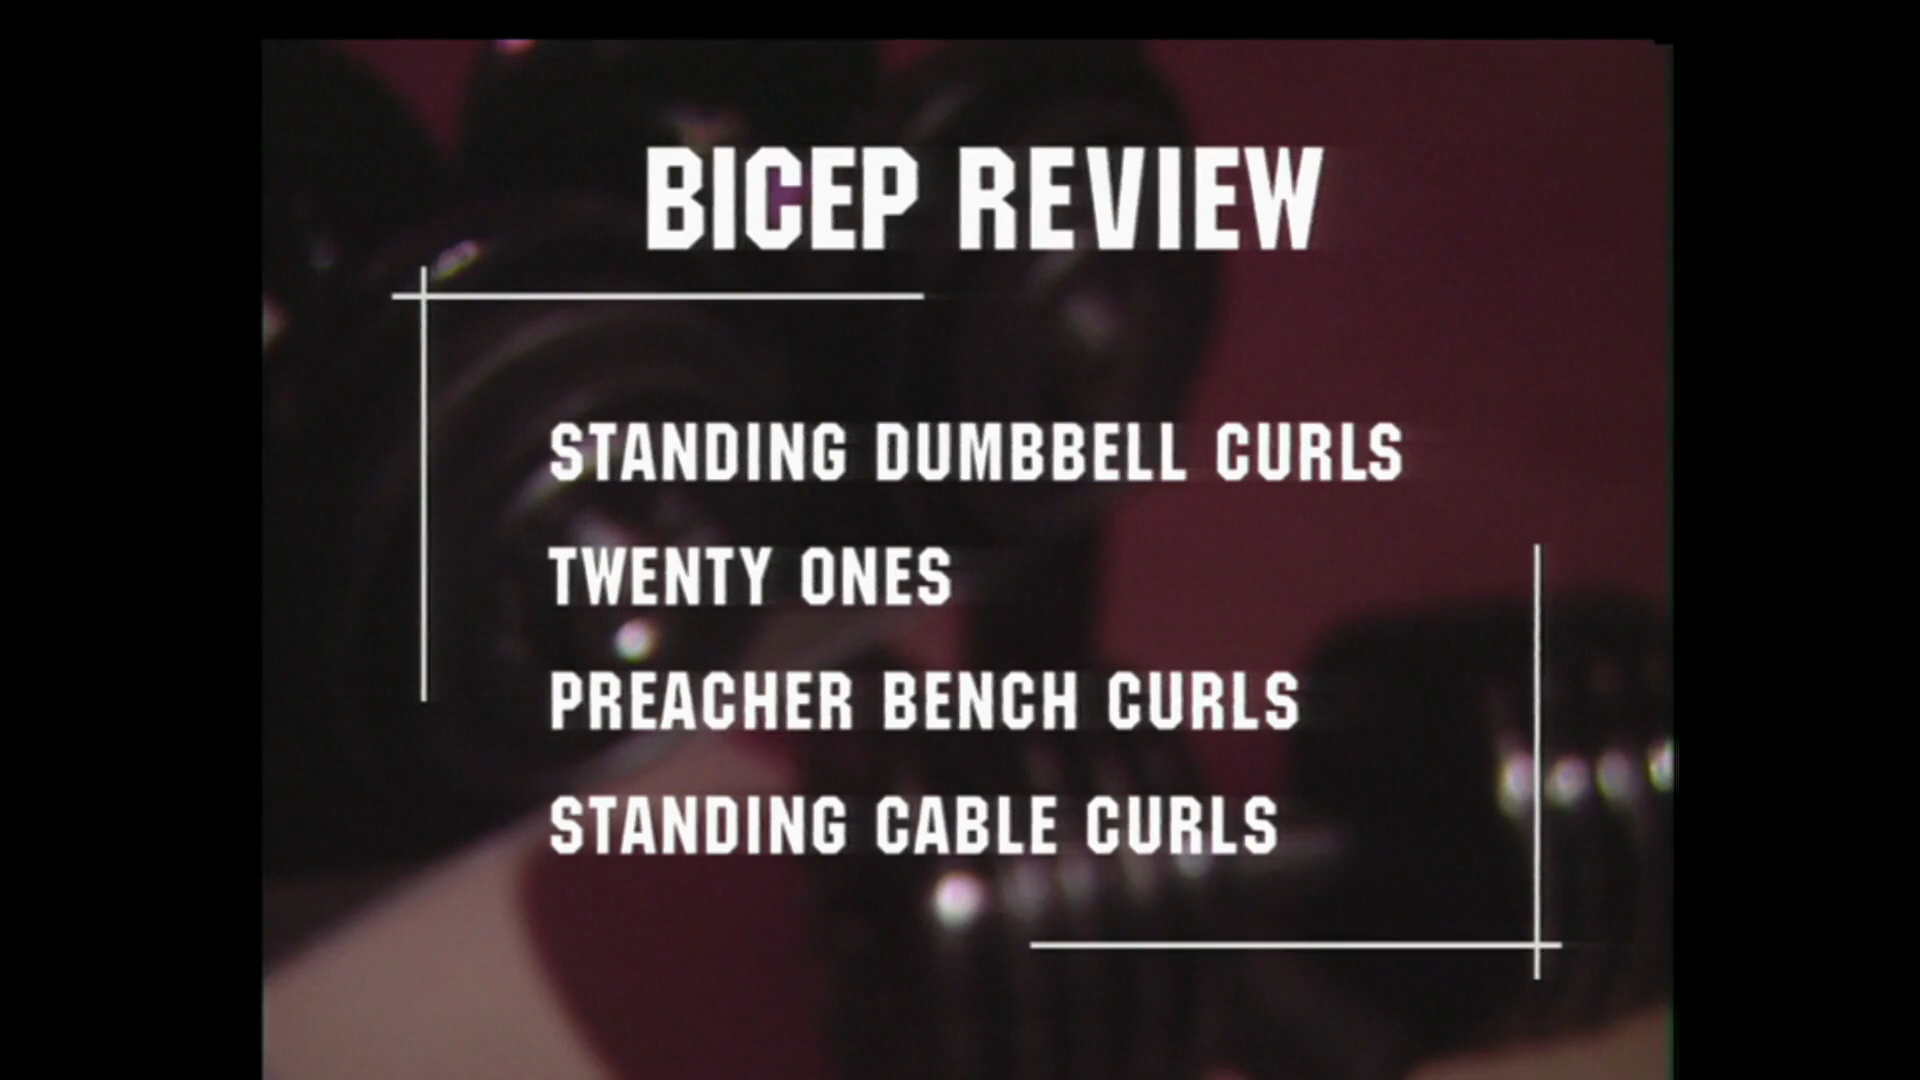 BICEP REVIEW
STANDING DUMBBELL CURLS
TWENTY ONES
PREACHER BENCH CURLS
STANDING CABLE CURLS